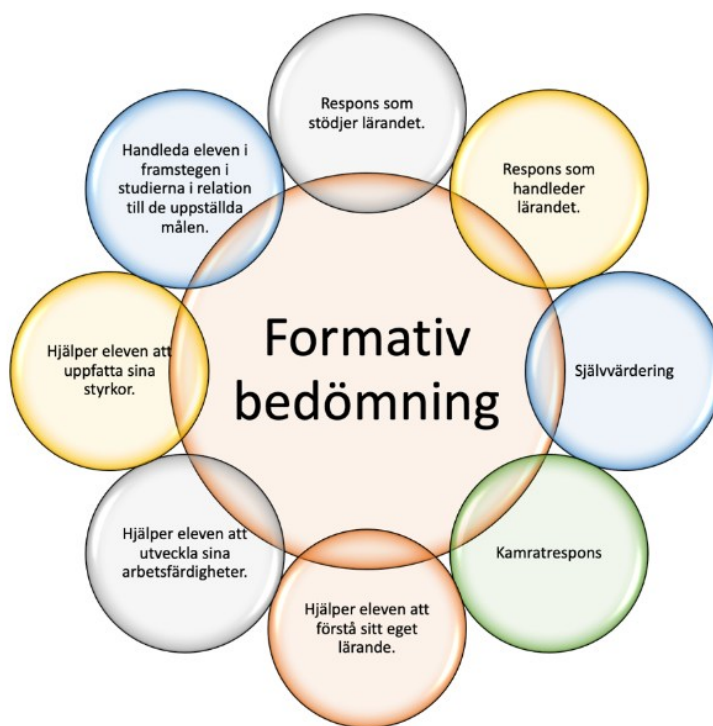 Formativ
bedömning
Respons som
stödjer lärandet.
Respons som
handleder
lärandet.
Självvärdering
Kamratrespons
Hjälper eleven att
förstå sitt eget
lärande.
Hjälper eleven att
utveckla sina
arbetsfärdigheter.
Hjälper eleven att
uppfatta sina
styrkor.
Handleda eleven i
framstegen i
studierna i relation
till de uppställda
målen.